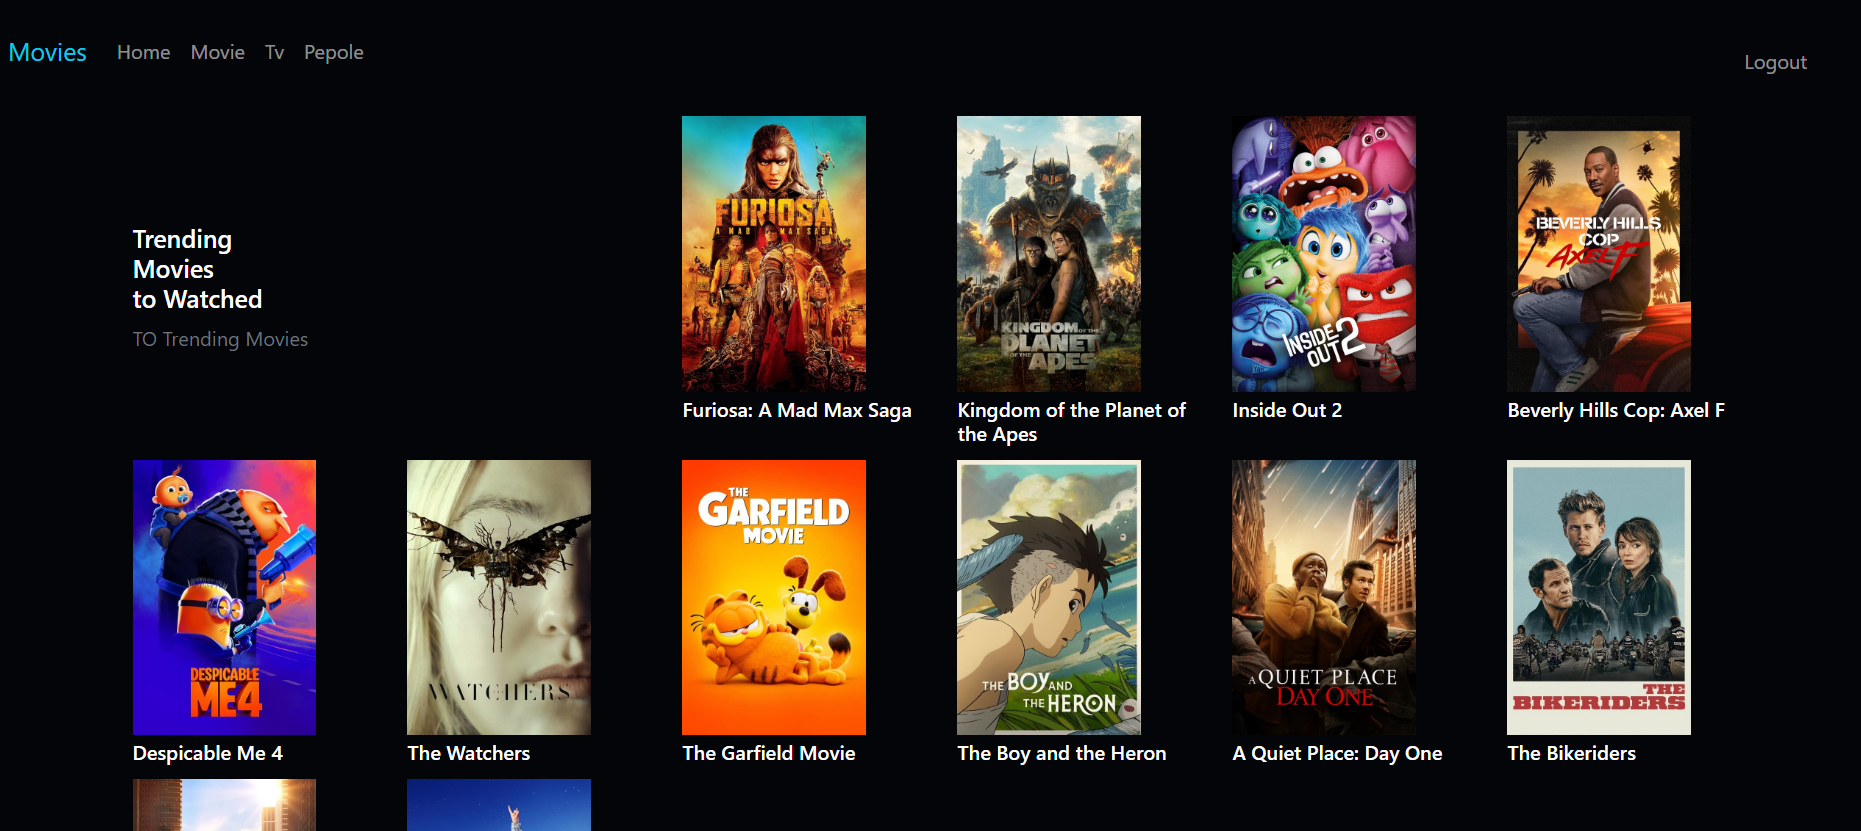 Movies Home Movie Tv Pepole Logout
Trending
Movies
to Watched
TO Trending Movies
FURIOSA
A MAD MAX SAGA
Furiosa: A Mad Max Saga
KINGDOM OF THE
PLANET
OF THE APES
Kingdom of the Planet of
the Apes
INSIDE
OUT 2
Inside Out 2
BEVERLY HILLS
COP
AXEL F
Beverly Hills Cop: Axel F
DESPICABLE
ME 4
Despicable Me 4
WATCHERS
The Watchers
THE
GARFIELD
MOVIE
The Garfield Movie
THE BOY AND
THE HERON
The Boy and the Heron
A QUIET PLACE
DAY ONE
A Quiet Place: Day One
THE
BIKERIDERS
The Bikeriders